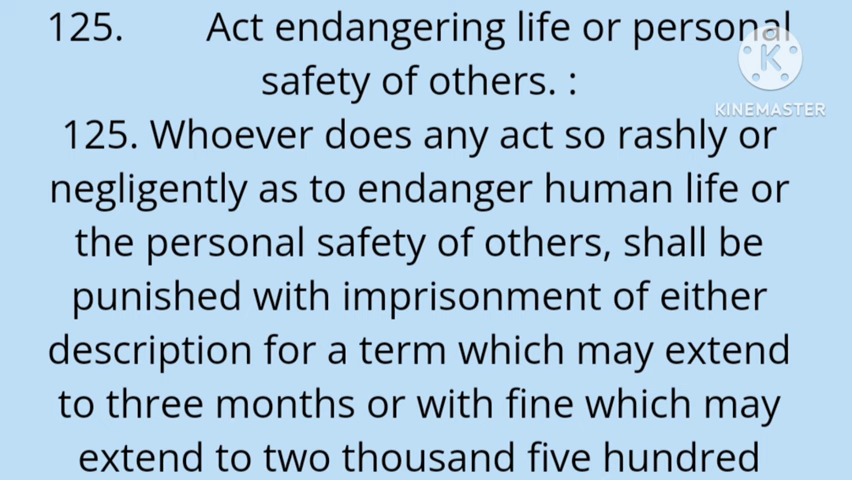 125. Act endangering life or personal
safety of others. :
125. Whoever does any act so rashly or
negligently as to endanger human life or
the personal safety of others, shall be
punished with imprisonment of either
description for a term which may extend
to three months or with fine which may
extend to two thousand five hundred
K
KINEMASTER